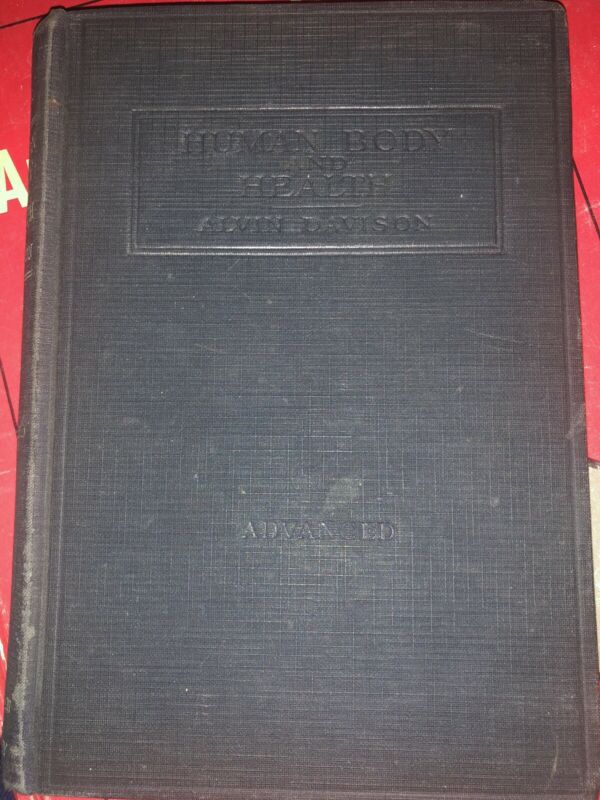 HUMAN BODY
AND
HEALTH
ALVIN DAVISON
ADVANCED
A